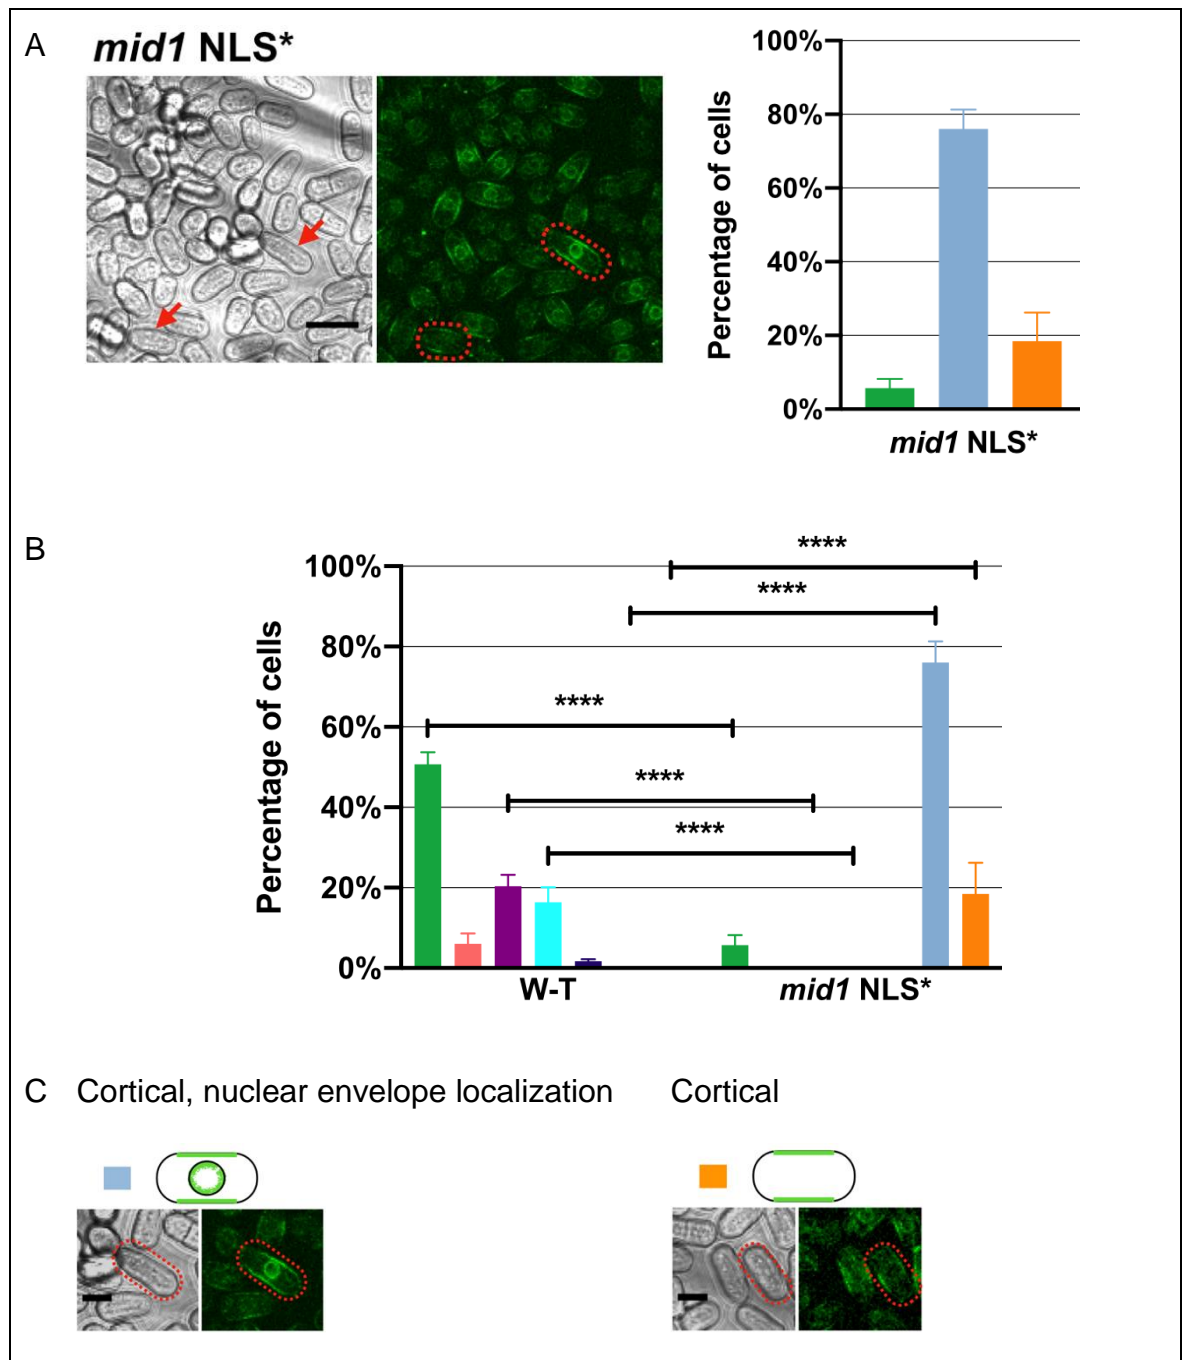 A
mid1 NLS*
100%
80%
60%
40%
20%
0%
Percentage of cells
mid1 NLS*
B
100%
80%
60%
40%
20%
0%
Percentage of cells
****
****
****
****
****
W-T
mid1 NLS*
C Cortical, nuclear envelope localization Cortical